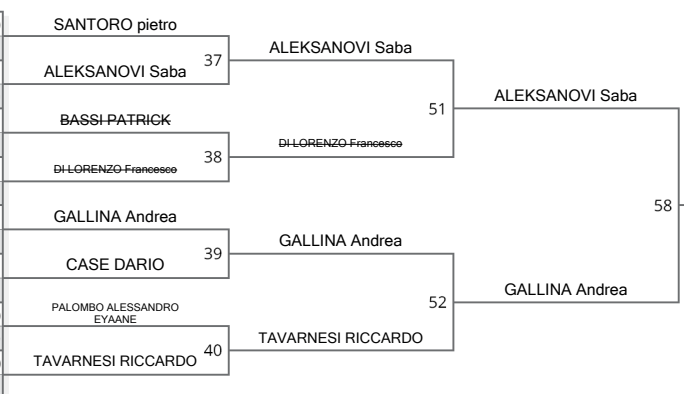 SANTORO pietro
37
ALEKSANOVI Saba
ALEKSANOVI Saba
51
ALEKSANOVI Saba
BASSI PATRICK
38
DI LORENZO Francesco
DI LORENZO Francesco
58
GALLINA Andrea
39
CASE DARIO
GALLINA Andrea
52
GALLINA Andrea
PALOMBO ALESSANDRO
EYAANE
40
TAVARNESI RICCARDO
TAVARNESI RICCARDO